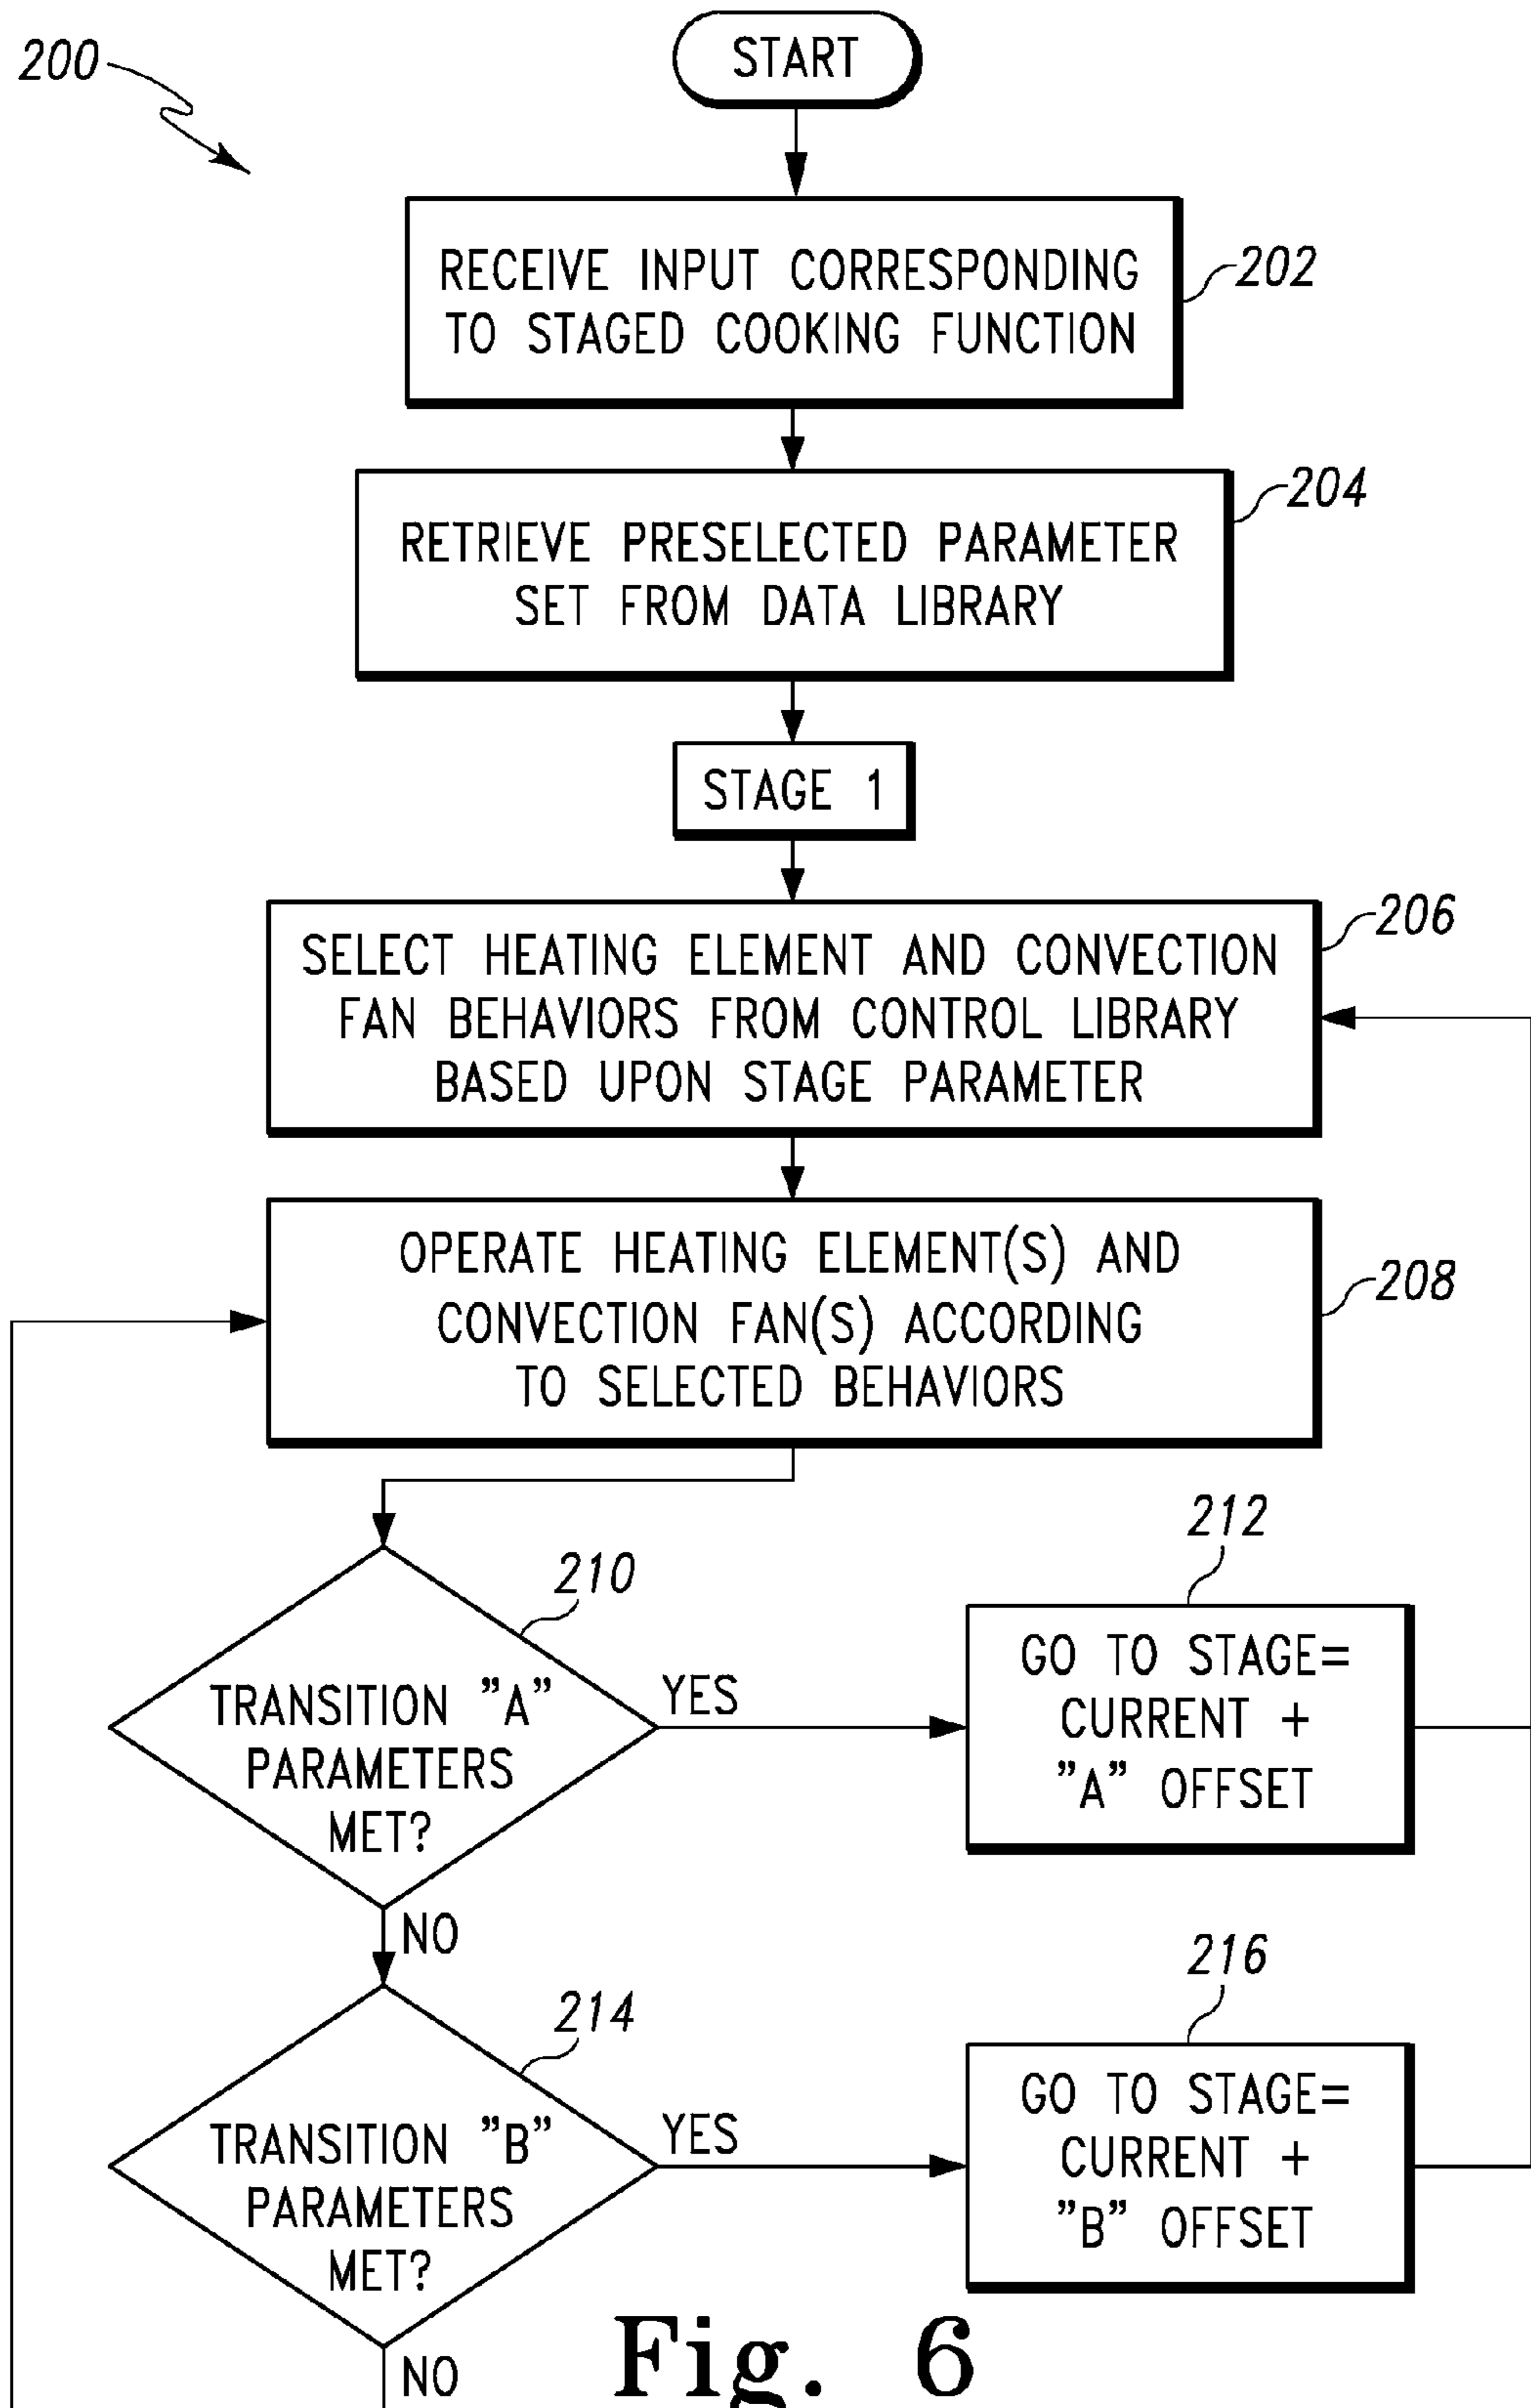 200
START
RECEIVE INPUT CORRESPONDING
TO STAGED COOKING FUNCTION
202
RETRIEVE PRESELECTED PARAMETER
SET FROM DATA LIBRARY
204
STAGE 1
SELECT HEATING ELEMENT AND CONVECTION
FAN BEHAVIORS FROM CONTROL LIBRARY
BASED UPON STAGE PARAMETER
206
OPERATE HEATING ELEMENT(S) AND
CONVECTION FAN(S) ACCORDING
TO SELECTED BEHAVIORS
208
210
TRANSITION "A"
PARAMETERS
MET?
YES
212
GO TO STAGE=
CURRENT +
"A" OFFSET
NO
214
TRANSITION "B"
PARAMETERS
MET?
YES
216
GO TO STAGE=
CURRENT +
"B" OFFSET
NO
Fig. 6